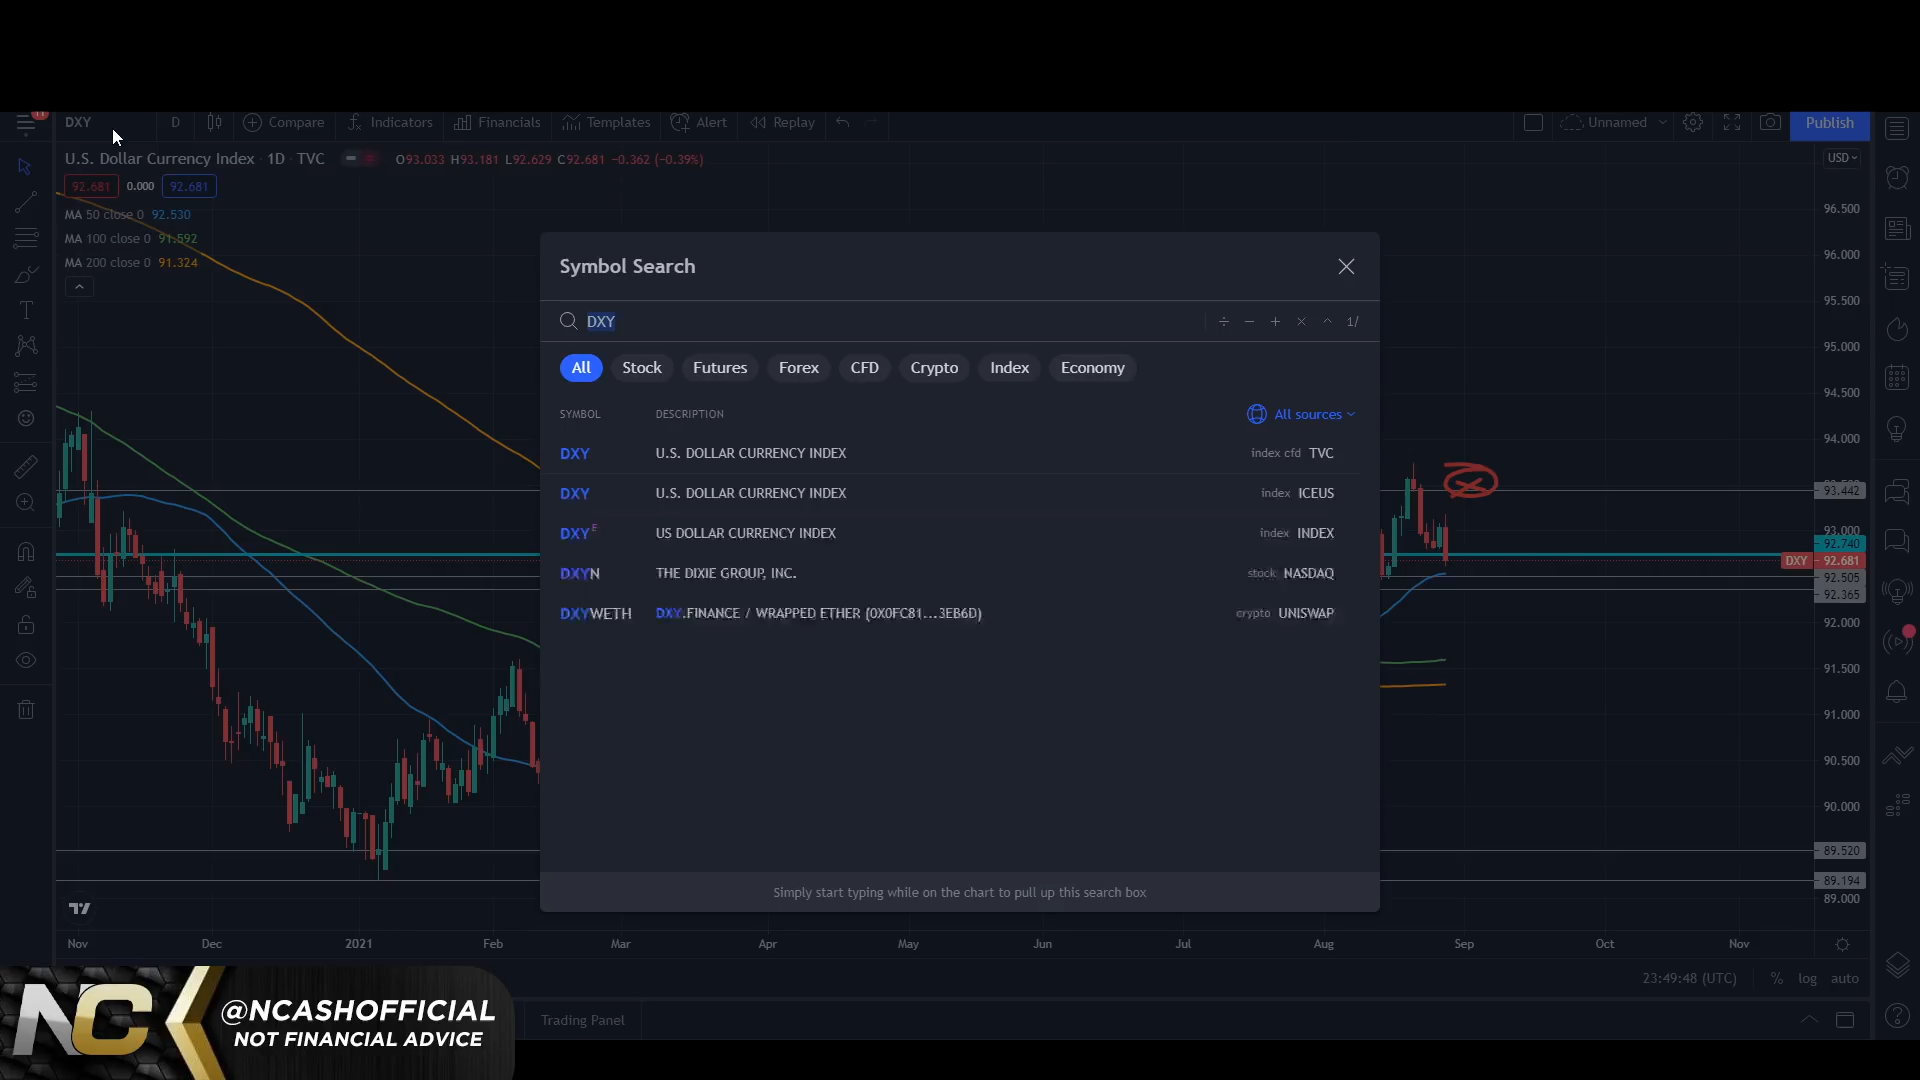 11
DXY D Compare Indicators Financials Templates Alert Replay Unnamed Publish
U.S. Dollar Currency Index · 1D · TVC O93.033 H93.181 L92.629 C92.681 −0.362 (−0.39%) USD
92.681 0.000 92.681
MA 50 close 0 92.530
MA 100 close 0 91.592
MA 200 close 0 91.324
Symbol Search
DXY ÷ − + × ^ 1/
All Stock Futures Forex CFD Crypto Index Economy
SYMBOL DESCRIPTION All sources
DXY U.S. DOLLAR CURRENCY INDEX index cfd TVC
DXY U.S. DOLLAR CURRENCY INDEX index ICEUS
DXY E US DOLLAR CURRENCY INDEX index INDEX
DXYN THE DIXIE GROUP, INC. stock NASDAQ
DXYWETH DXY.FINANCE / WRAPPED ETHER (0X0FC81...3EB6D) crypto UNISWAP
Simply start typing while on the chart to pull up this search box
96.500
96.000
95.500
95.000
94.500
94.000
93.442
93.000
92.740
DXY 92.681
92.505
92.365
92.000
91.500
91.000
90.500
90.000
89.520
89.194
89.000
Nov Dec 2021 Feb Mar Apr May Jun Jul Aug Sep Oct Nov
23:49:48 (UTC) % log auto
Trading Panel
NC
@NCASHOFFICIAL
NOT FINANCIAL ADVICE